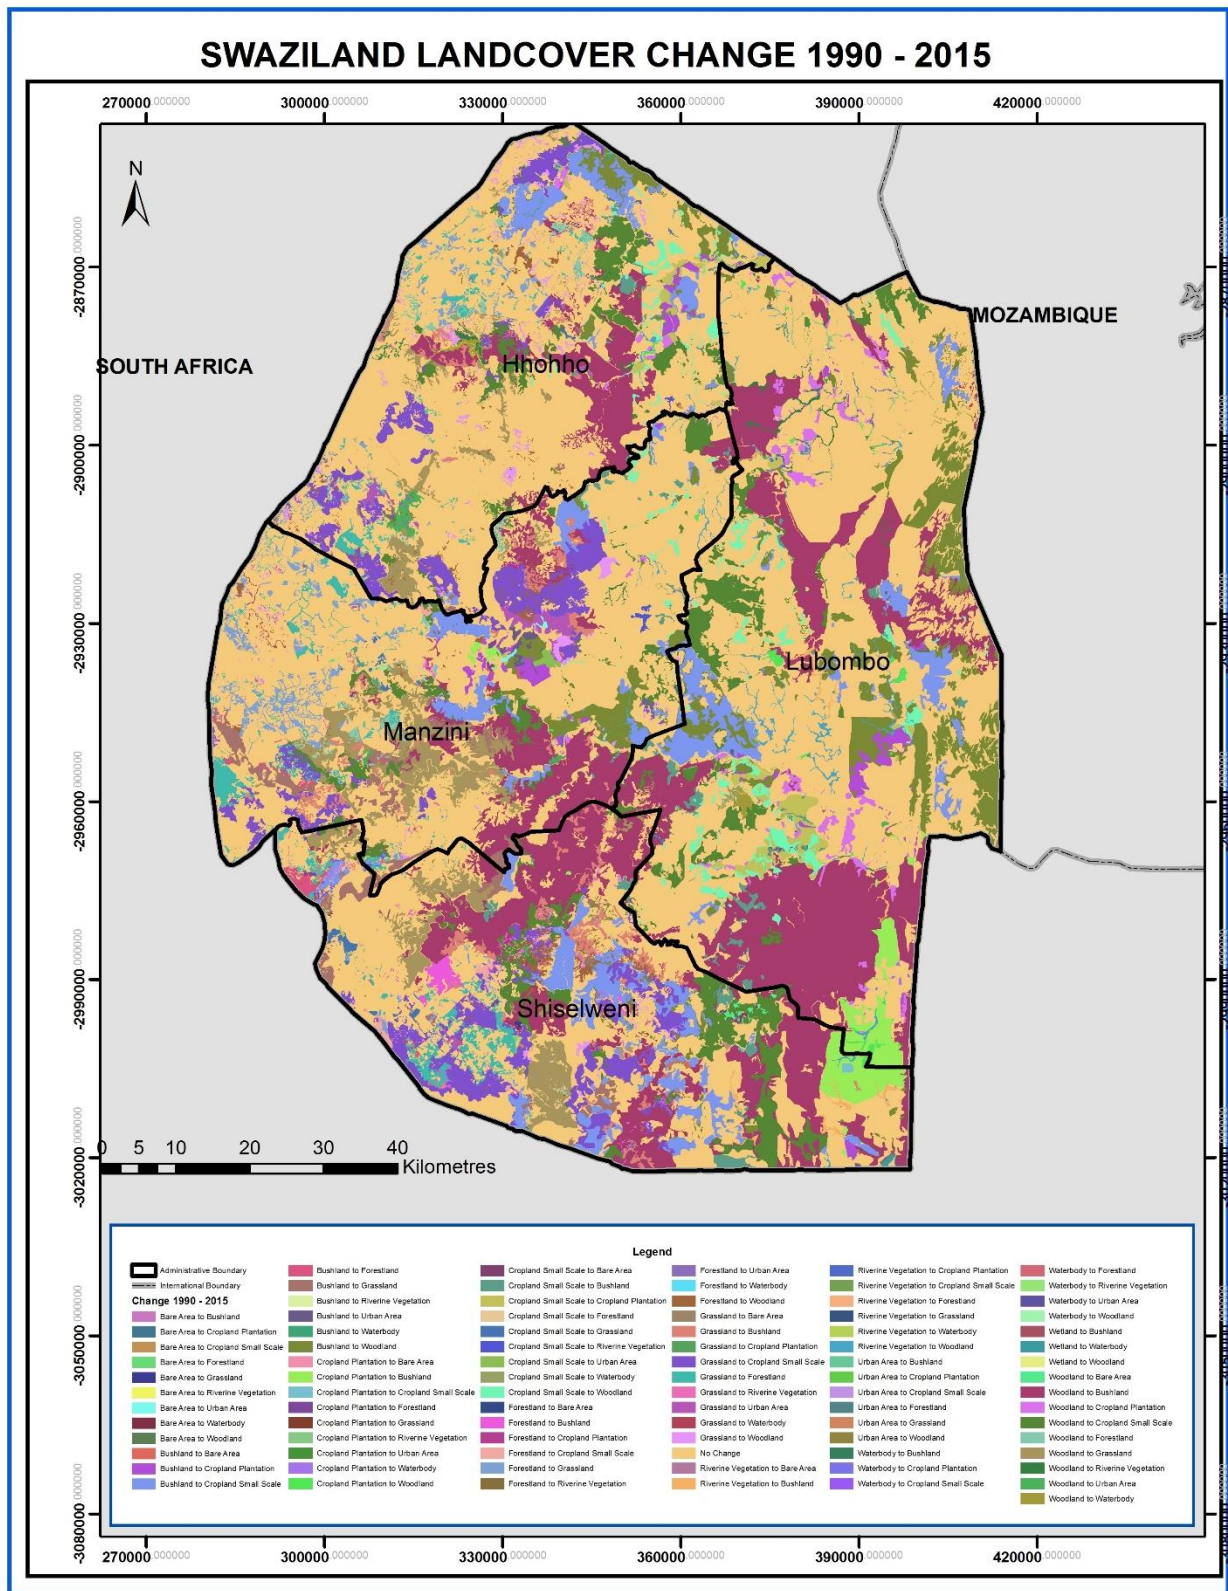 SWAZILAND LANDCOVER CHANGE 1990 - 2015
270000.000000 300000.000000 330000.000000 360000.000000 390000.000000 420000.000000
N
-2870000.000000
-2900000.000000
-2930000.000000
-2960000.000000
-2990000.000000
-3020000.000000
-3050000.000000
-3080000.000000
MOZAMBIQUE
SOUTH AFRICA
Hhohho
Lubombo
Manzini
Shiselweni
0 5 10 20 30 40
Kilometres
Legend
Administrative Boundary
International Boundary
Change 1990 - 2015
Bare Area to Bushland
Bare Area to Cropland Plantation
Bare Area to Cropland Small Scale
Bare Area to Forestland
Bare Area to Grassland
Bare Area to Riverine Vegetation
Bare Area to Urban Area
Bare Area to Waterbody
Bare Area to Woodland
Bushland to Bare Area
Bushland to Cropland Plantation
Bushland to Cropland Small Scale
Bushland to Forestland
Bushland to Grassland
Bushland to Riverine Vegetation
Bushland to Urban Area
Bushland to Waterbody
Bushland to Woodland
Cropland Plantation to Bare Area
Cropland Plantation to Bushland
Cropland Plantation to Cropland Small Scale
Cropland Plantation to Forestland
Cropland Plantation to Grassland
Cropland Plantation to Riverine Vegetation
Cropland Plantation to Urban Area
Cropland Plantation to Waterbody
Cropland Plantation to Woodland
Cropland Small Scale to Bare Area
Cropland Small Scale to Bushland
Cropland Small Scale to Cropland Plantation
Cropland Small Scale to Forestland
Cropland Small Scale to Grassland
Cropland Small Scale to Riverine Vegetation
Cropland Small Scale to Urban Area
Cropland Small Scale to Waterbody
Cropland Small Scale to Woodland
Forestland to Bare Area
Forestland to Bushland
Forestland to Cropland Plantation
Forestland to Cropland Small Scale
Forestland to Grassland
Forestland to Riverine Vegetation
Forestland to Urban Area
Forestland to Waterbody
Forestland to Woodland
Grassland to Bare Area
Grassland to Bushland
Grassland to Cropland Plantation
Grassland to Cropland Small Scale
Grassland to Forestland
Grassland to Riverine Vegetation
Grassland to Urban Area
Grassland to Waterbody
Grassland to Woodland
No Change
Riverine Vegetation to Bare Area
Riverine Vegetation to Bushland
Riverine Vegetation to Cropland Plantation
Riverine Vegetation to Cropland Small Scale
Riverine Vegetation to Forestland
Riverine Vegetation to Grassland
Riverine Vegetation to Waterbody
Riverine Vegetation to Woodland
Urban Area to Bushland
Urban Area to Cropland Plantation
Urban Area to Cropland Small Scale
Urban Area to Forestland
Urban Area to Grassland
Urban Area to Woodland
Waterbody to Bushland
Waterbody to Cropland Plantation
Waterbody to Cropland Small Scale
Waterbody to Forestland
Waterbody to Riverine Vegetation
Waterbody to Urban Area
Waterbody to Woodland
Wetland to Bushland
Wetland to Waterbody
Wetland to Woodland
Woodland to Bare Area
Woodland to Bushland
Woodland to Cropland Plantation
Woodland to Cropland Small Scale
Woodland to Forestland
Woodland to Grassland
Woodland to Riverine Vegetation
Woodland to Urban Area
Woodland to Waterbody
270000.000000 300000.000000 330000.000000 360000.000000 390000.000000 420000.000000